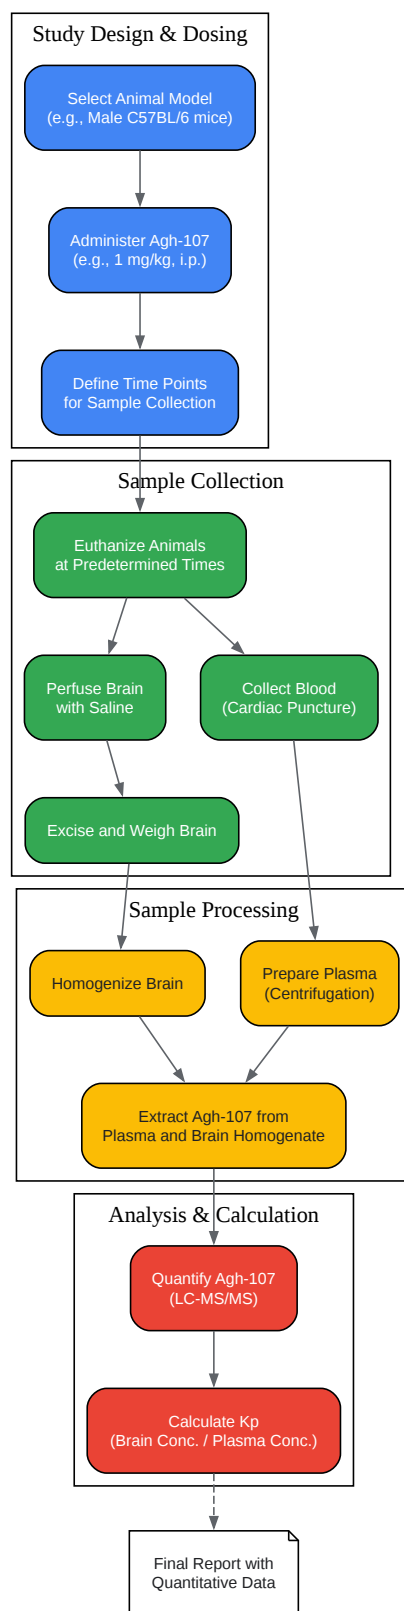 Study Design & Dosing
Select Animal Model
(e.g., Male C57BL/6 mice)
Administer Agh-107
(e.g., 1 mg/kg, i.p.)
Define Time Points
for Sample Collection
Sample Collection
Euthanize Animals
at Predetermined Times
Perfuse Brain
with Saline
Collect Blood
(Cardiac Puncture)
Excise and Weigh Brain
Sample Processing
Homogenize Brain
Prepare Plasma
(Centrifugation)
Extract Agh-107 from
Plasma and Brain Homogenate
Analysis & Calculation
Quantify Agh-107
(LC-MS/MS)
Calculate Kp
(Brain Conc. / Plasma Conc.)
Final Report with
Quantitative Data